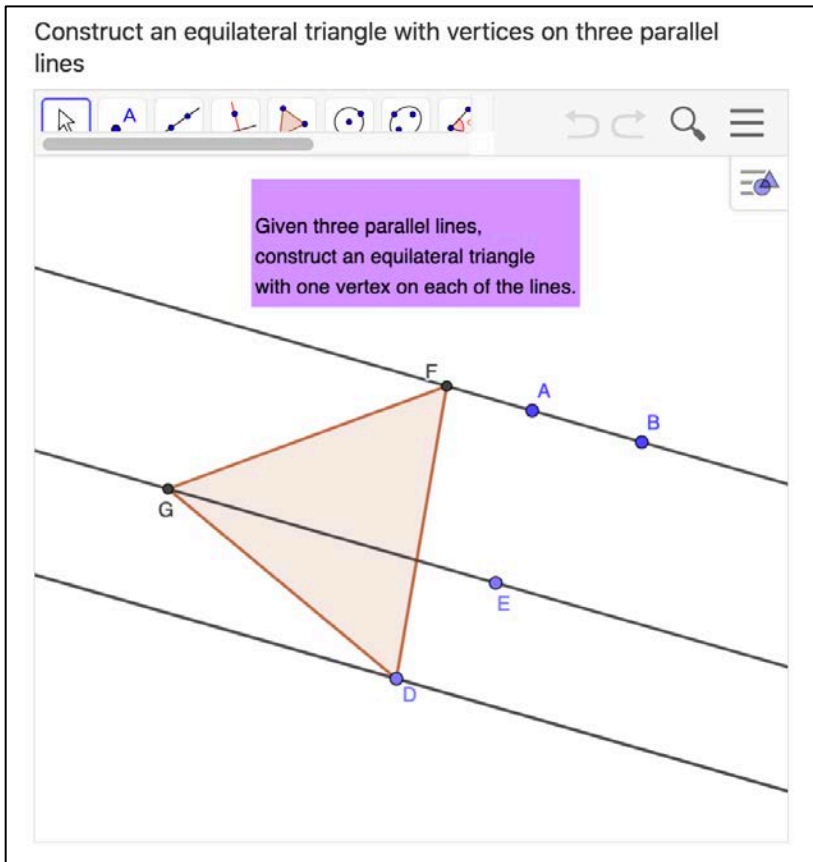 Construct an equilateral triangle with vertices on three parallel
lines
A
Given three parallel lines,
construct an equilateral triangle
with one vertex on each of the lines.
F
A
B
G
E
D